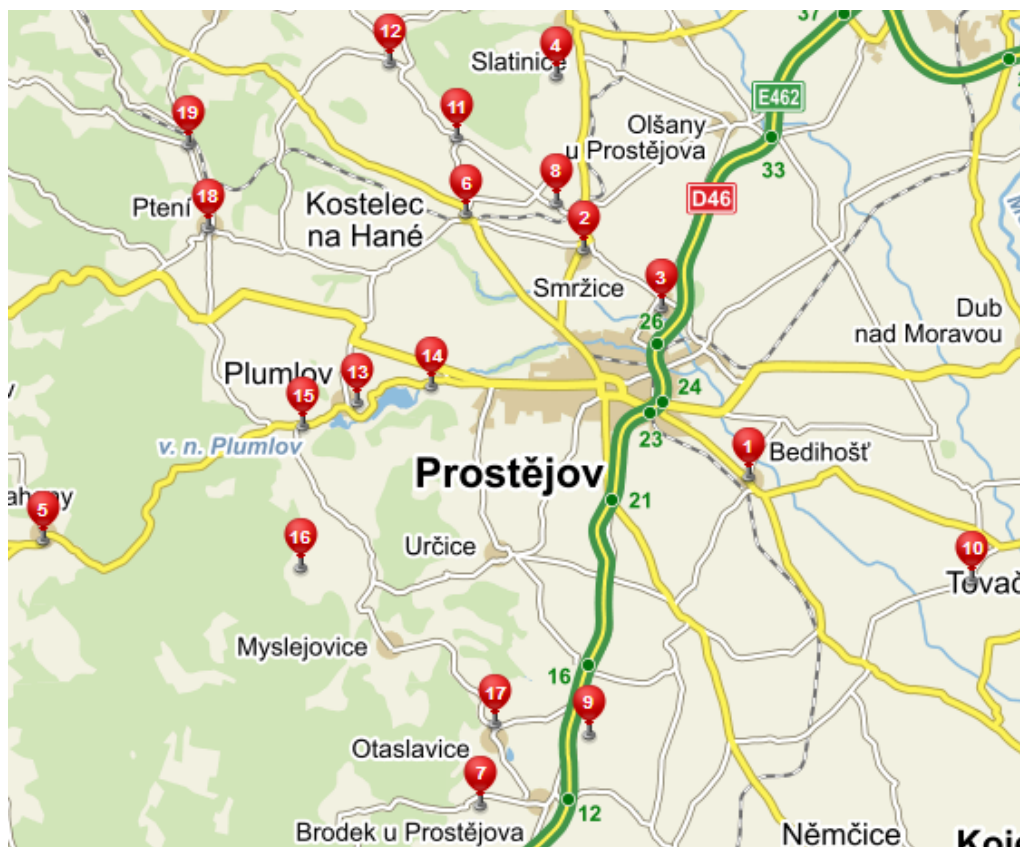 37
12
4
Slatinice
E462
19
11
Olšany
u Prostějova
33
8
6
18
Ptení
Kostelec
na Hané
D46
2
Smržice
3
26
Dub
nad Moravou
14
Plumlov
13
15
24
23
v. n. Plumlov
1
Bedihošť
Prostějov
21
5
16
Určice
10
Tovač
Myslejovice
16
17
9
Otaslavice
7
12
Brodek u Prostějova
Němčice